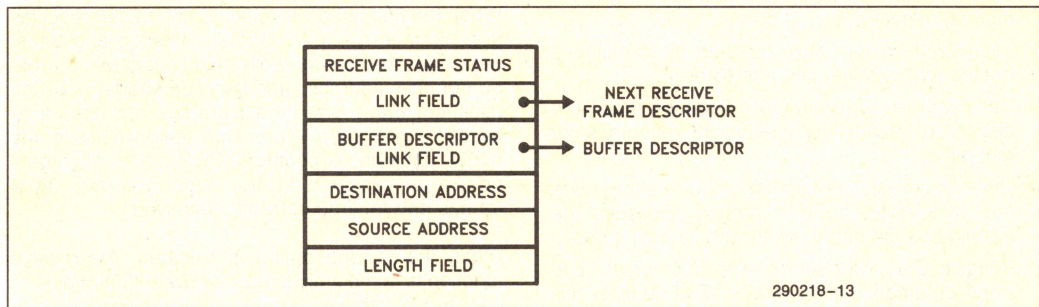 RECEIVE FRAME STATUS
LINK FIELD
NEXT RECEIVE
FRAME DESCRIPTOR
BUFFER DESCRIPTOR
LINK FIELD
BUFFER DESCRIPTOR
DESTINATION ADDRESS
SOURCE ADDRESS
LENGTH FIELD
290218-13